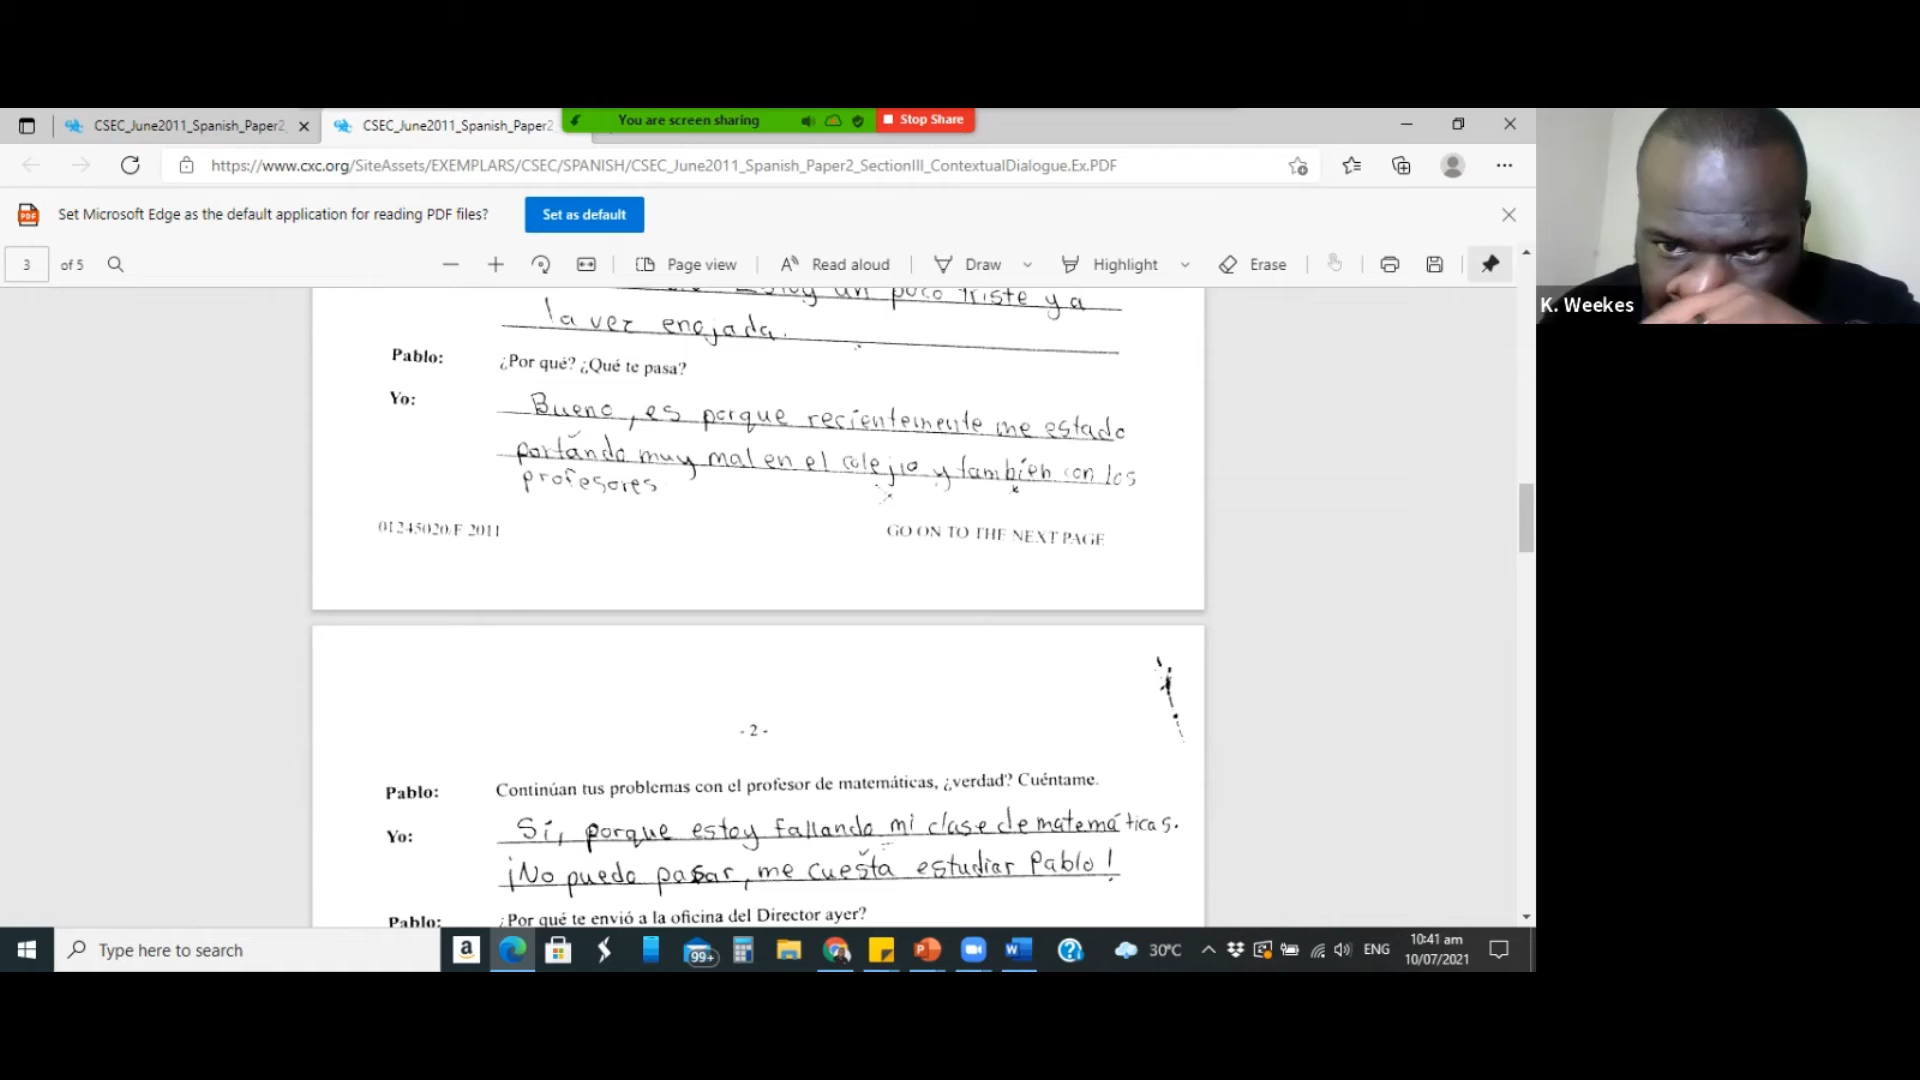 CSEC_June2011_Spanish_Paper2
CSEC_June2011_Spanish_Paper2
You are screen sharing
Stop Share
https://www.cxc.org/SiteAssets/EXEMPLARS/CSEC/SPANISH/CSEC_June2011_Spanish_Paper2_SectionIII_ContextualDialogue.Ex.PDF
Set Microsoft Edge as the default application for reading PDF files?
Set as default
3 of 5
Page view
Read aloud
Draw
Highlight
Erase
K. Weekes
Estoy un poco triste y a
la vez enojada.
Pablo: ¿Por qué? ¿Qué te pasa?
Yo: Bueno, es porque recientemente me estado
portando muy mal en el colejio y tambien con los
profesores
01245020/F 2011
GO ON TO THE NEXT PAGE
- 2 -
Pablo: Continúan tus problemas con el profesor de matemáticas, ¿verdad? Cuéntame.
Yo: Sí, porque estoy fallando mi clase de matemáticas.
¡No puedo pasar, me cuesta estudiar Pablo!
Pablo: ¿Por qué te envió a la oficina del Director ayer?
Type here to search
99+
30°C
ENG
10:41 am
10/07/2021